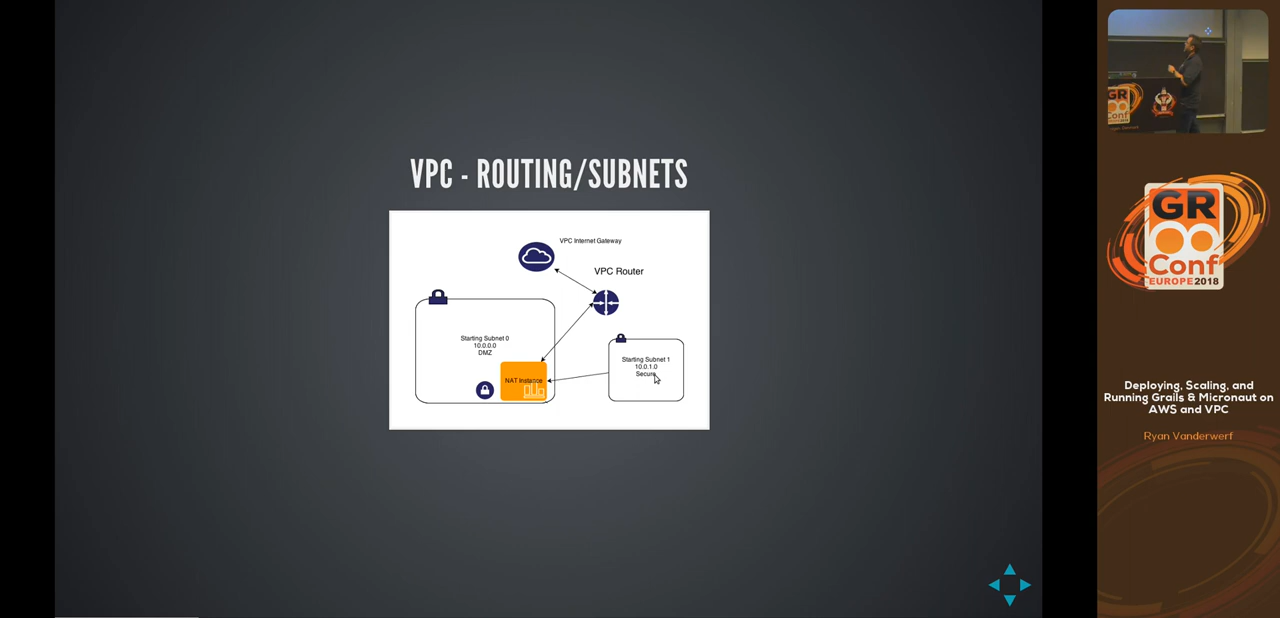 VPC - ROUTING/SUBNETS
VPC Internet Gateway
VPC Router
Starting Subnet 0
10.0.0.0
DMZ
NAT Instance
Starting Subnet 1
10.0.1.0
Secure
GR
Conf
EUROPE2018
Deploying, Scaling, and
Running Grails & Micronaut on
AWS and VPC
Ryan Vanderwerf